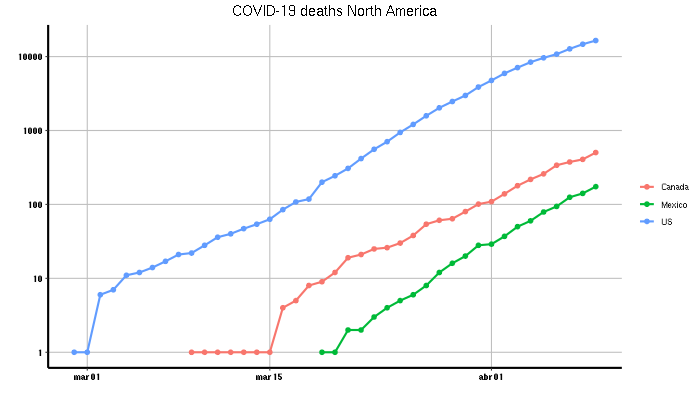 COVID-19 deaths North America
10000
1000
100
10
1
mar 01
mar 15
abr 01
Canada
Mexico
US